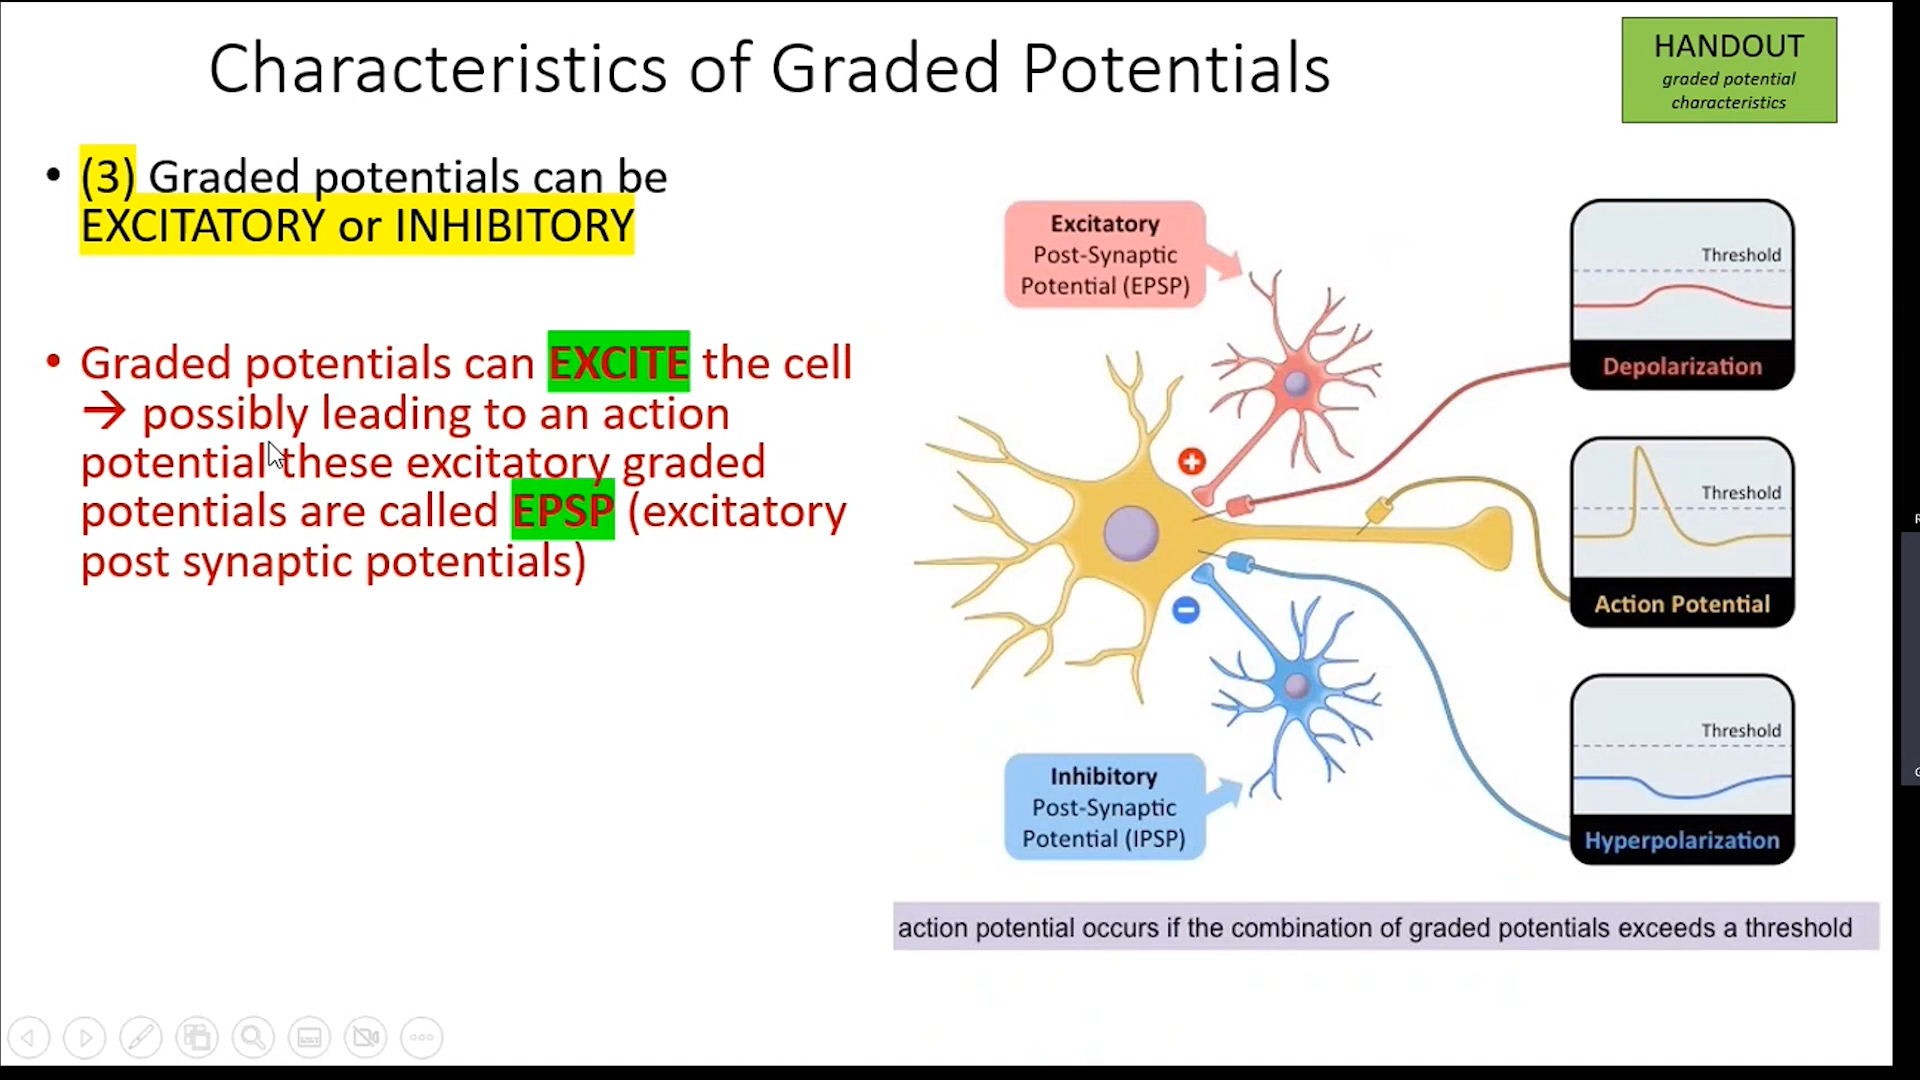 Characteristics of Graded Potentials
HANDOUT
graded potential
characteristics
• (3) Graded potentials can be
EXCITATORY or INHIBITORY
• Graded potentials can EXCITE the cell
→ possibly leading to an action
potential these excitatory graded
potentials are called EPSP (excitatory
post synaptic potentials)
Excitatory
Post-Synaptic
Potential (EPSP)
Threshold
Depolarization
Threshold
Action Potential
Inhibitory
Post-Synaptic
Potential (IPSP)
Threshold
Hyperpolarization
action potential occurs if the combination of graded potentials exceeds a threshold